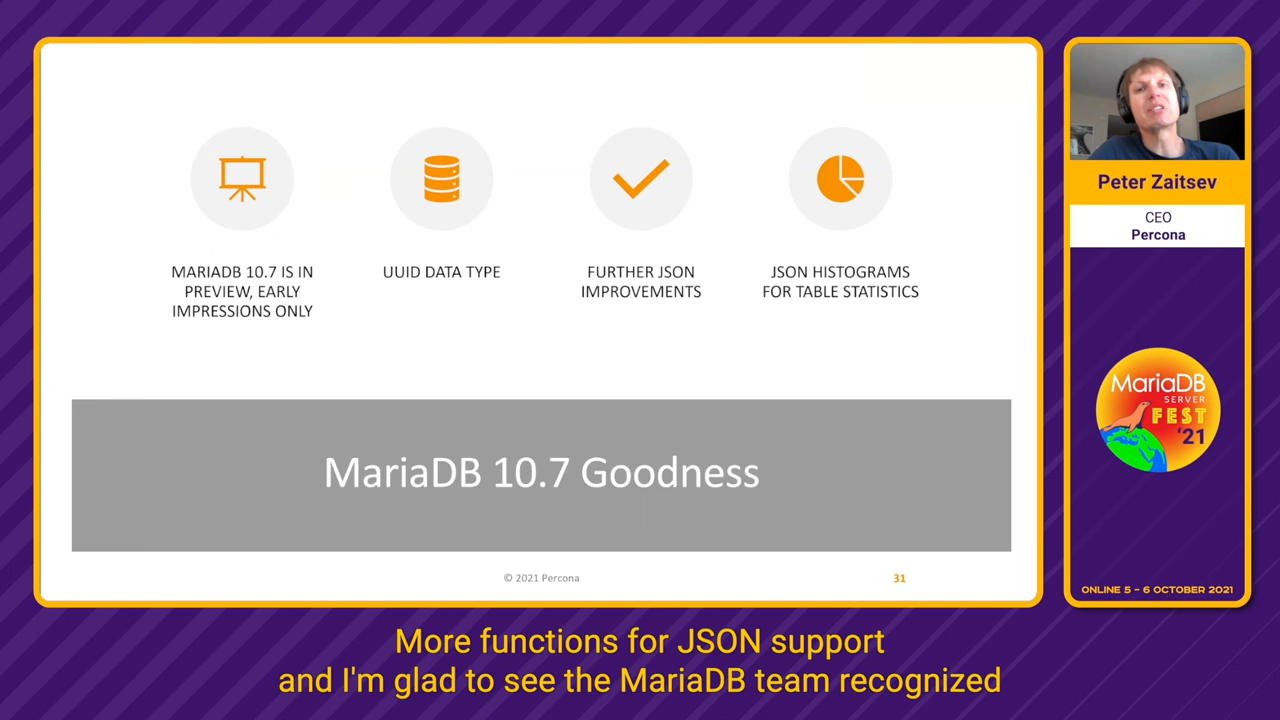 MARIADB 10.7 IS IN
PREVIEW, EARLY
IMPRESSIONS ONLY
UUID DATA TYPE
FURTHER JSON
IMPROVEMENTS
JSON HISTOGRAMS
FOR TABLE STATISTICS
MariaDB 10.7 Goodness
© 2021 Percona
31
Peter Zaitsev
CEO
Percona
MariaDB
SERVER
FEST
'21
ONLINE 5 – 6 OCTOBER 2021
More functions for JSON support
and I'm glad to see the MariaDB team recognized